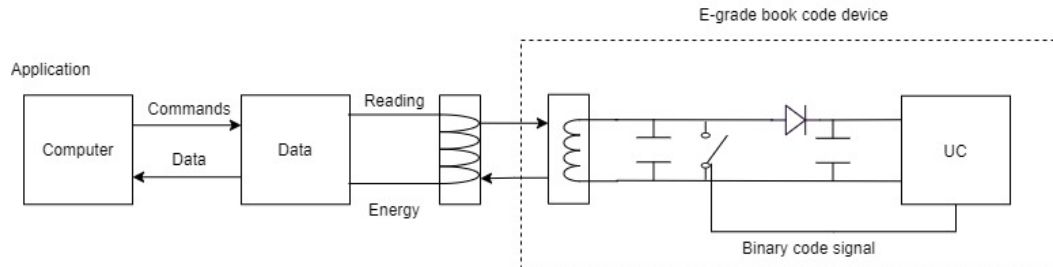 E-grade book code device
Application
Commands
Reading
Computer
Data
UC
Data
Energy
Binary code signal